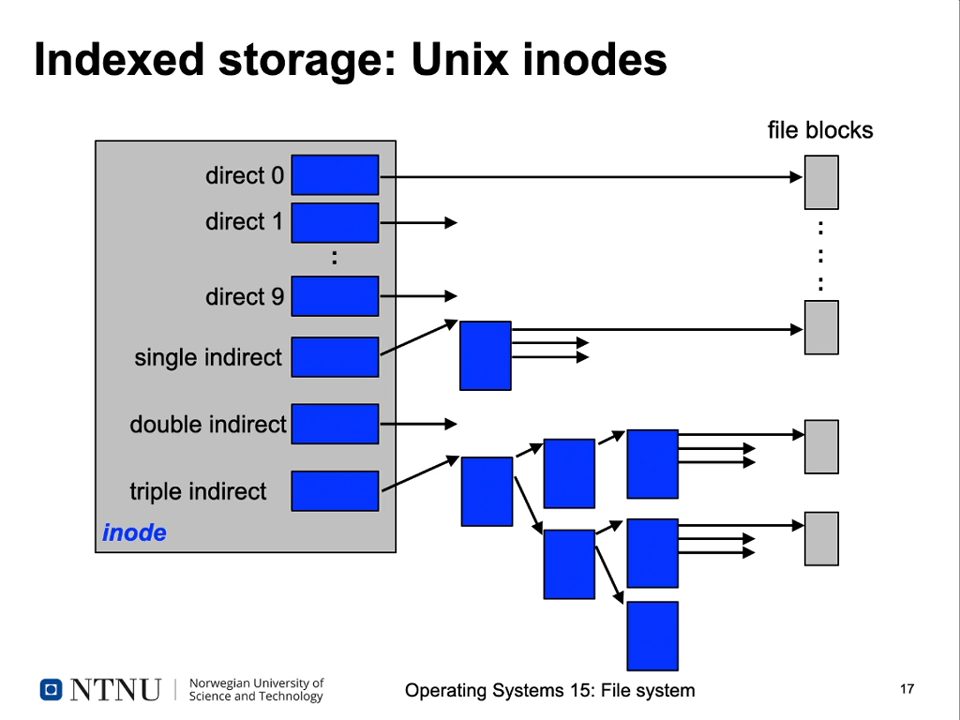 Indexed storage: Unix inodes
file blocks
direct 0
direct 1
:
:
:
:
direct 9
single indirect
double indirect
triple indirect
inode
NTNU
Norwegian University of
Science and Technology
Operating Systems 15: File system
17